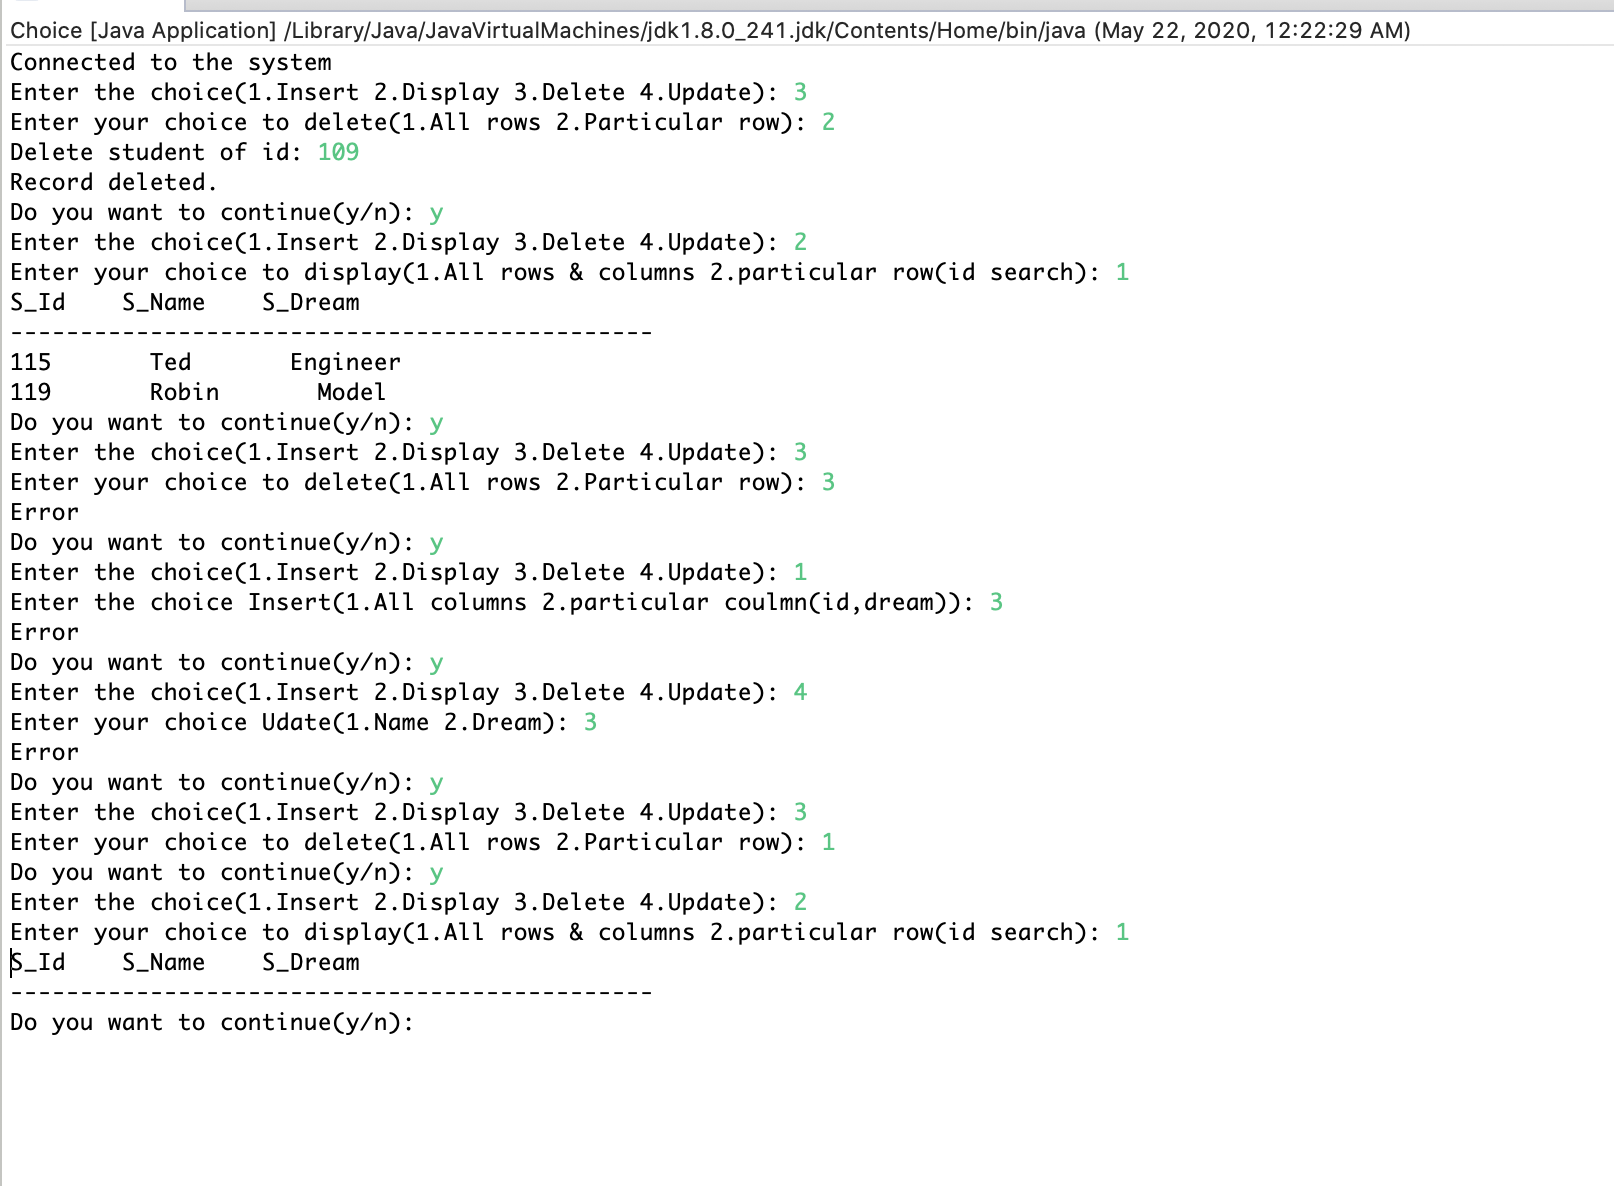 Choice [Java Application] /Library/Java/JavaVirtualMachines/jdk1.8.0_241.jdk/Contents/Home/bin/java (May 22, 2020, 12:22:29 AM)
Connected to the system
Enter the choice(1.Insert 2.Display 3.Delete 4.Update): 3
Enter your choice to delete(1.All rows 2.Particular row): 2
Delete student of id: 109
Record deleted.
Do you want to continue(y/n): y
Enter the choice(1.Insert 2.Display 3.Delete 4.Update): 2
Enter your choice to display(1.All rows & columns 2.particular row(id search): 1
S_Id    S_Name    S_Dream
----------------------------------------------
115       Ted       Engineer
119       Robin       Model
Do you want to continue(y/n): y
Enter the choice(1.Insert 2.Display 3.Delete 4.Update): 3
Enter your choice to delete(1.All rows 2.Particular row): 3
Error
Do you want to continue(y/n): y
Enter the choice(1.Insert 2.Display 3.Delete 4.Update): 1
Enter the choice Insert(1.All columns 2.particular coulmn(id,dream)): 3
Error
Do you want to continue(y/n): y
Enter the choice(1.Insert 2.Display 3.Delete 4.Update): 4
Enter your choice Udate(1.Name 2.Dream): 3
Error
Do you want to continue(y/n): y
Enter the choice(1.Insert 2.Display 3.Delete 4.Update): 3
Enter your choice to delete(1.All rows 2.Particular row): 1
Do you want to continue(y/n): y
Enter the choice(1.Insert 2.Display 3.Delete 4.Update): 2
Enter your choice to display(1.All rows & columns 2.particular row(id search): 1
S_Id    S_Name    S_Dream
----------------------------------------------
Do you want to continue(y/n):